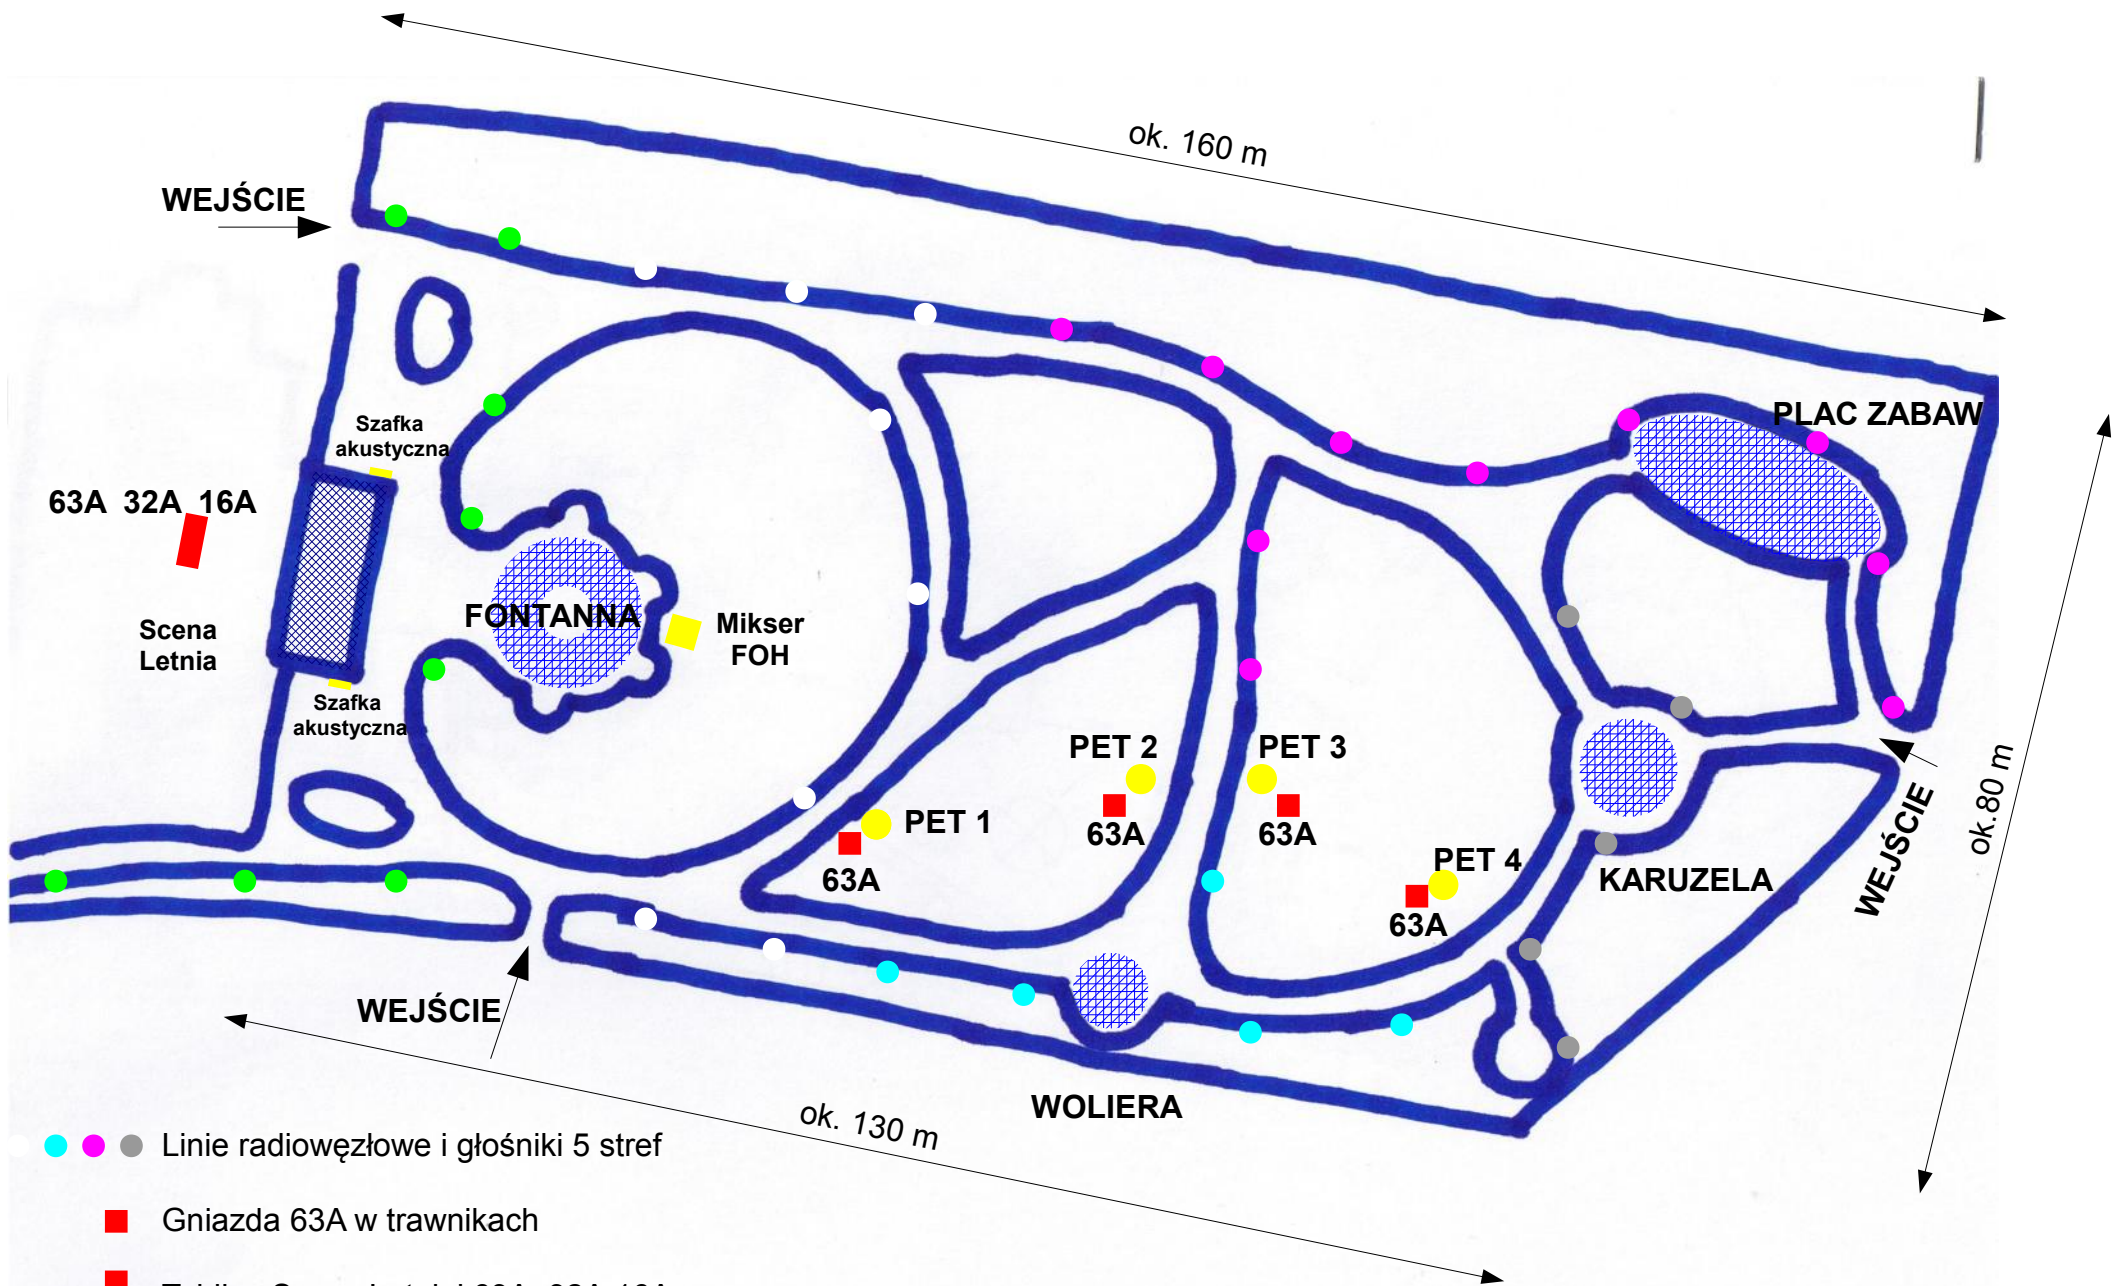 ok. 160 m
WEJŚCIE
PLAC ZABAW
Szafka
akustyczna
63A 32A 16A
FONTANNA
Mikser
FOH
Scena
Letnia
Szafka
akustyczna
PET 2
PET 3
PET 1
63A
63A
63A
PET 4
63A
KARUZELA
WEJŚCIE
ok.80 m
WEJŚCIE
WOLIERA
ok. 130 m
Linie radiowęzłowe i głośniki 5 stref
Gniazda 63A w trawnikach